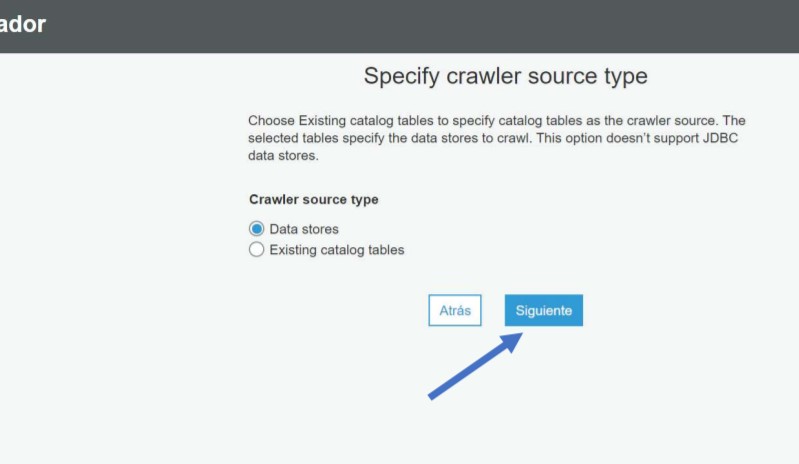 ador
Specify crawler source type
Choose Existing catalog tables to specify catalog tables as the crawler source. The
selected tables specify the data stores to crawl. This option doesn’t support JDBC
data stores.
Crawler source type
Data stores
Existing catalog tables
Atrás Siguiente